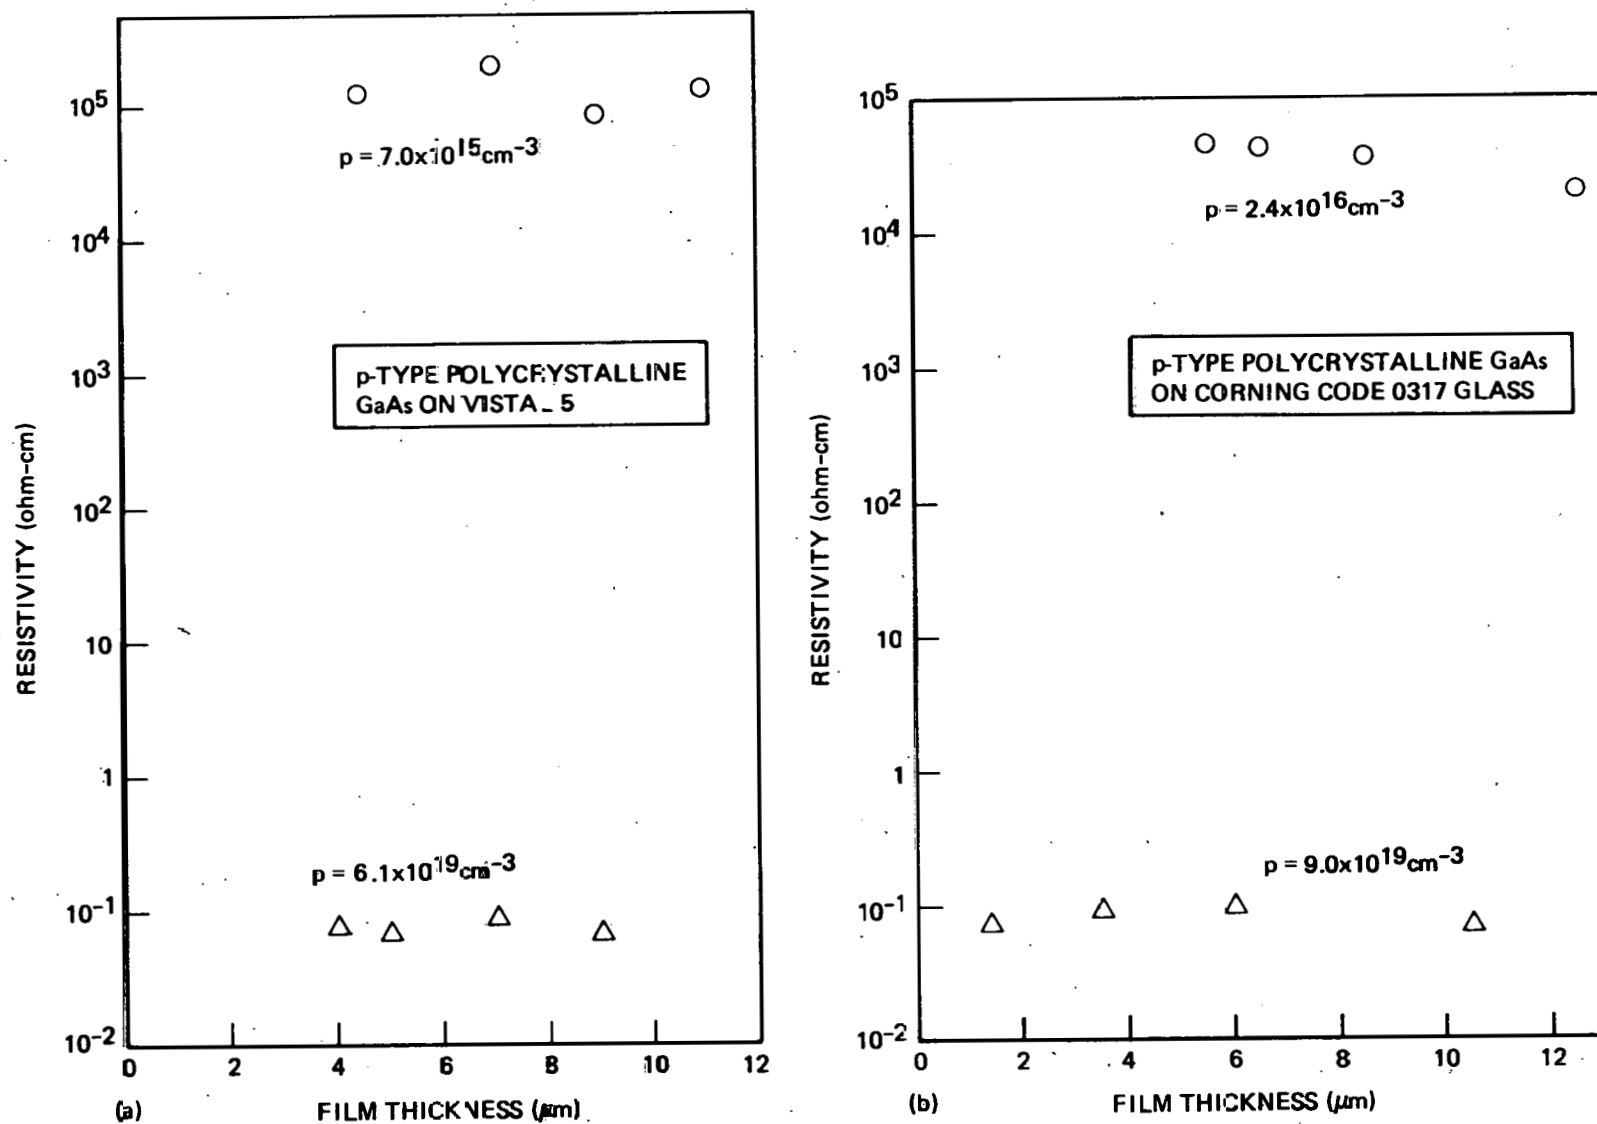 10^5
p = 7.0x10^15cm^-3
10^4
10^3
p-TYPE POLYCRYSTALLINE
GaAs ON VISTA _ 5
10^2
10
1
p = 6.1x10^19cm^-3
10^-1
10^-2
0 2 4 6 8 10 12
RESISTIVITY (ohm-cm)
(a) FILM THICKNESS (μm)
10^5
p = 2.4x10^16cm^-3
10^4
10^3
p-TYPE POLYCRYSTALLINE GaAs
ON CORNING CODE 0317 GLASS
10^2
10
1
p = 9.0x10^19cm^-3
10^-1
10^-2
0 2 4 6 8 10 12
RESISTIVITY (ohm-cm)
(b) FILM THICKNESS (μm)